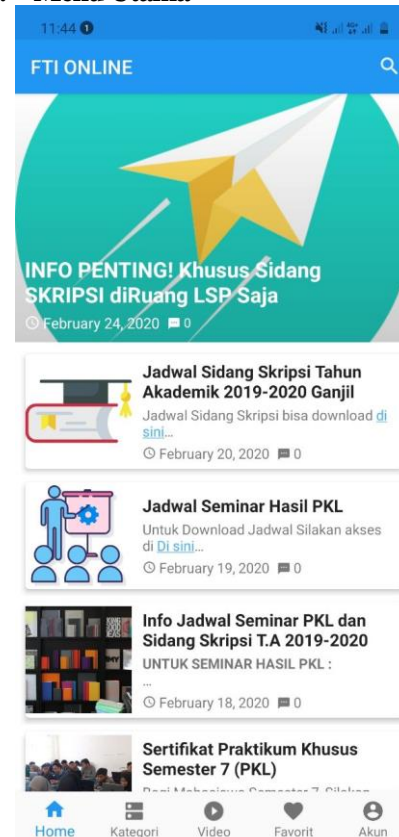 11:44 1
FTI ONLINE
INFO PENTING! Khusus Sidang
SKRIPSI diRuang LSP Saja
February 24, 2020 0
Jadwal Sidang Skripsi Tahun
Akademik 2019-2020 Ganjil
Jadwal Sidang Skripsi bisa download di
sini...
February 20, 2020 0
Jadwal Seminar Hasil PKL
Untuk Download Jadwal Silakan akses
di Di sini...
February 19, 2020 0
Info Jadwal Seminar PKL dan
Sidang Skripsi T.A 2019-2020
UNTUK SEMINAR HASIL PKL :
...
February 18, 2020 0
Sertifikat Praktikum Khusus
Semester 7 (PKL)
Home Kategori Video Favorit Akun